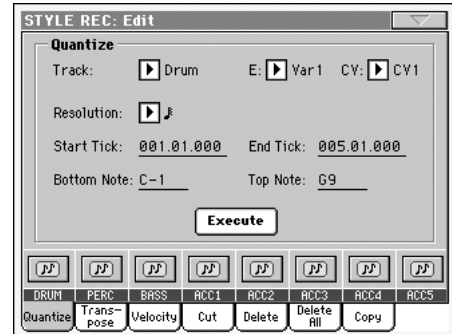 STYLE REC: Edit
Quantize
Track: Drum E: Var1 CV: CV1
Resolution:
Start Tick: 001.01.000 End Tick: 005.01.000
Bottom Note: C-1 Top Note: G9
Execute
DRUM PERC BASS ACC1 ACC2 ACC3 ACC4 ACC5
Quantize Trans-pose Velocity Cut Delete Delete All Copy